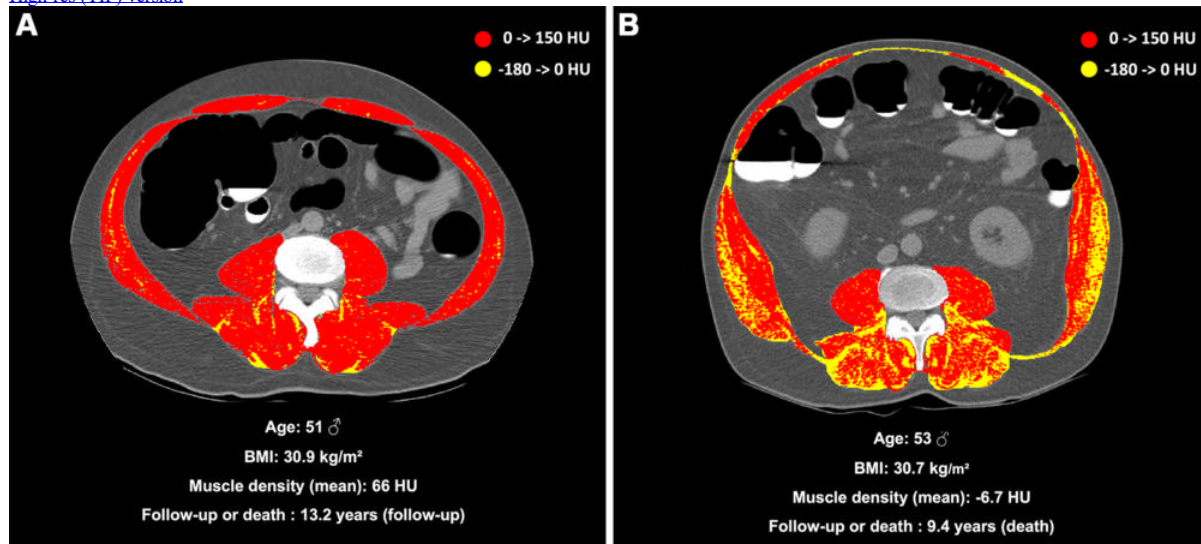 A
0 -> 150 HU
-180 -> 0 HU
Age: 51 ♂
BMI: 30.9 kg/m²
Muscle density (mean): 66 HU
Follow-up or death : 13.2 years (follow-up)
B
0 -> 150 HU
-180 -> 0 HU
Age: 53 ♂
BMI: 30.7 kg/m²
Muscle density (mean): -6.7 HU
Follow-up or death : 9.4 years (death)